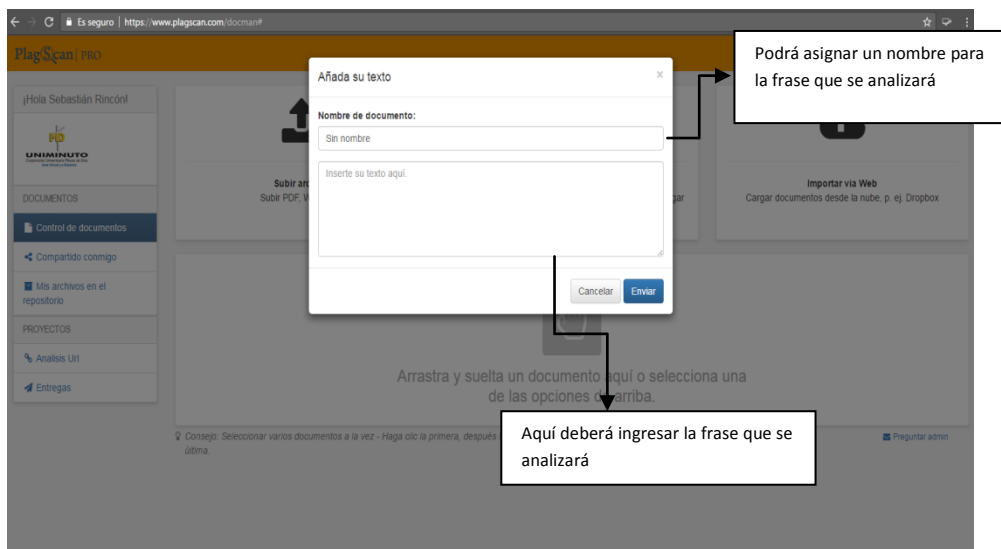 Es seguro | https://www.plagscan.com/docman#
PlagScan | PRO
Podrá asignar un nombre para
la frase que se analizará
¡Hola Sebastián Rincón!
UNIMINUTO
DOCUMENTOS
Control de documentos
Compartido conmigo
Mis archivos en el
repositorio
PROYECTOS
Analisis Url
Entregas
Añada su texto
x
Nombre de documento:
Sin nombre
Inserte su texto aquí.
Cancelar Enviar
Subir
Subir PDF,
Importar via Web
Cargar documentos desde la nube, p. ej. Dropbox
Arrastra y suelta un documento aquí o selecciona una
de las opciones de arriba.
Aquí deberá ingresar la frase que se
analizará
Consejo: Seleccionar varios documentos a la vez - Haga clic la primera, después
última.
Preguntar admin